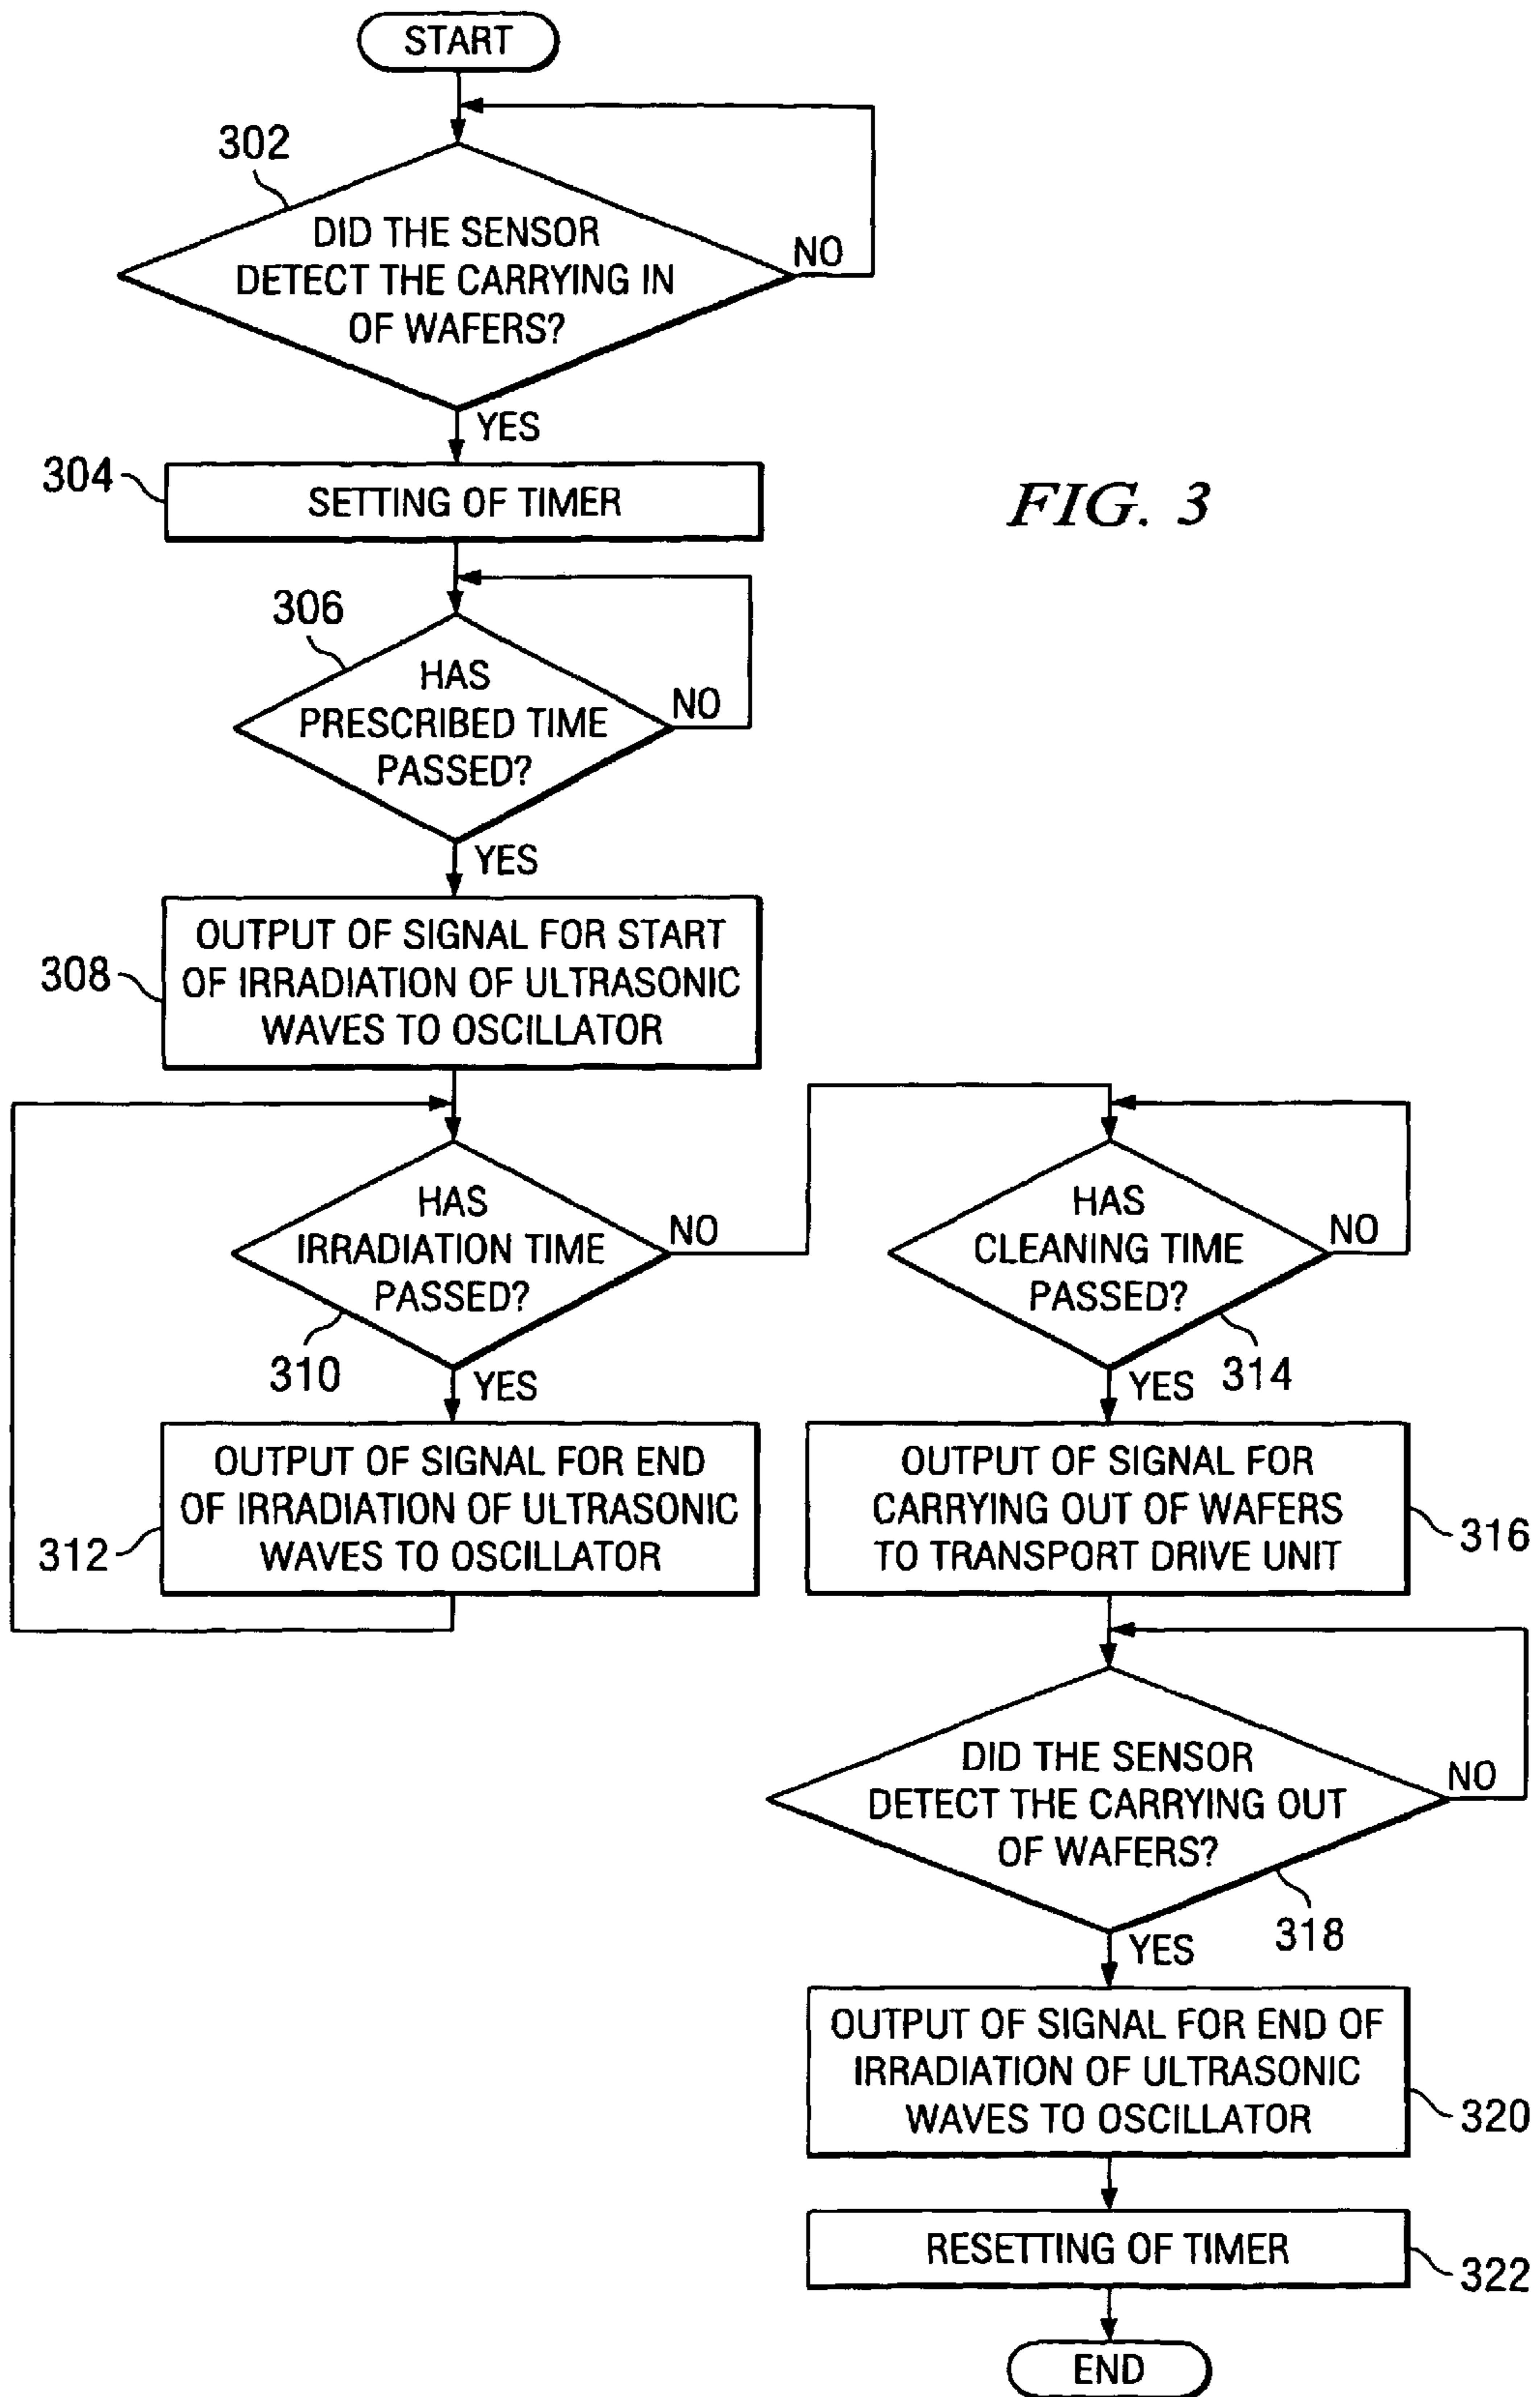 START
302
DID THE SENSOR
DETECT THE CARRYING IN
OF WAFERS?
NO
YES
304
SETTING OF TIMER
FIG. 3
306
HAS
PRESCRIBED TIME
PASSED?
NO
YES
308
OUTPUT OF SIGNAL FOR START
OF IRRADIATION OF ULTRASONIC
WAVES TO OSCILLATOR
HAS
IRRADIATION TIME
PASSED?
NO
310
YES
312
OUTPUT OF SIGNAL FOR END
OF IRRADIATION OF ULTRASONIC
WAVES TO OSCILLATOR
HAS
CLEANING TIME
PASSED?
NO
314
YES
OUTPUT OF SIGNAL FOR
CARRYING OUT OF WAFERS
TO TRANSPORT DRIVE UNIT
316
DID THE SENSOR
DETECT THE CARRYING OUT
OF WAFERS?
NO
318
YES
OUTPUT OF SIGNAL FOR END OF
IRRADIATION OF ULTRASONIC
WAVES TO OSCILLATOR
320
RESETTING OF TIMER
322
END